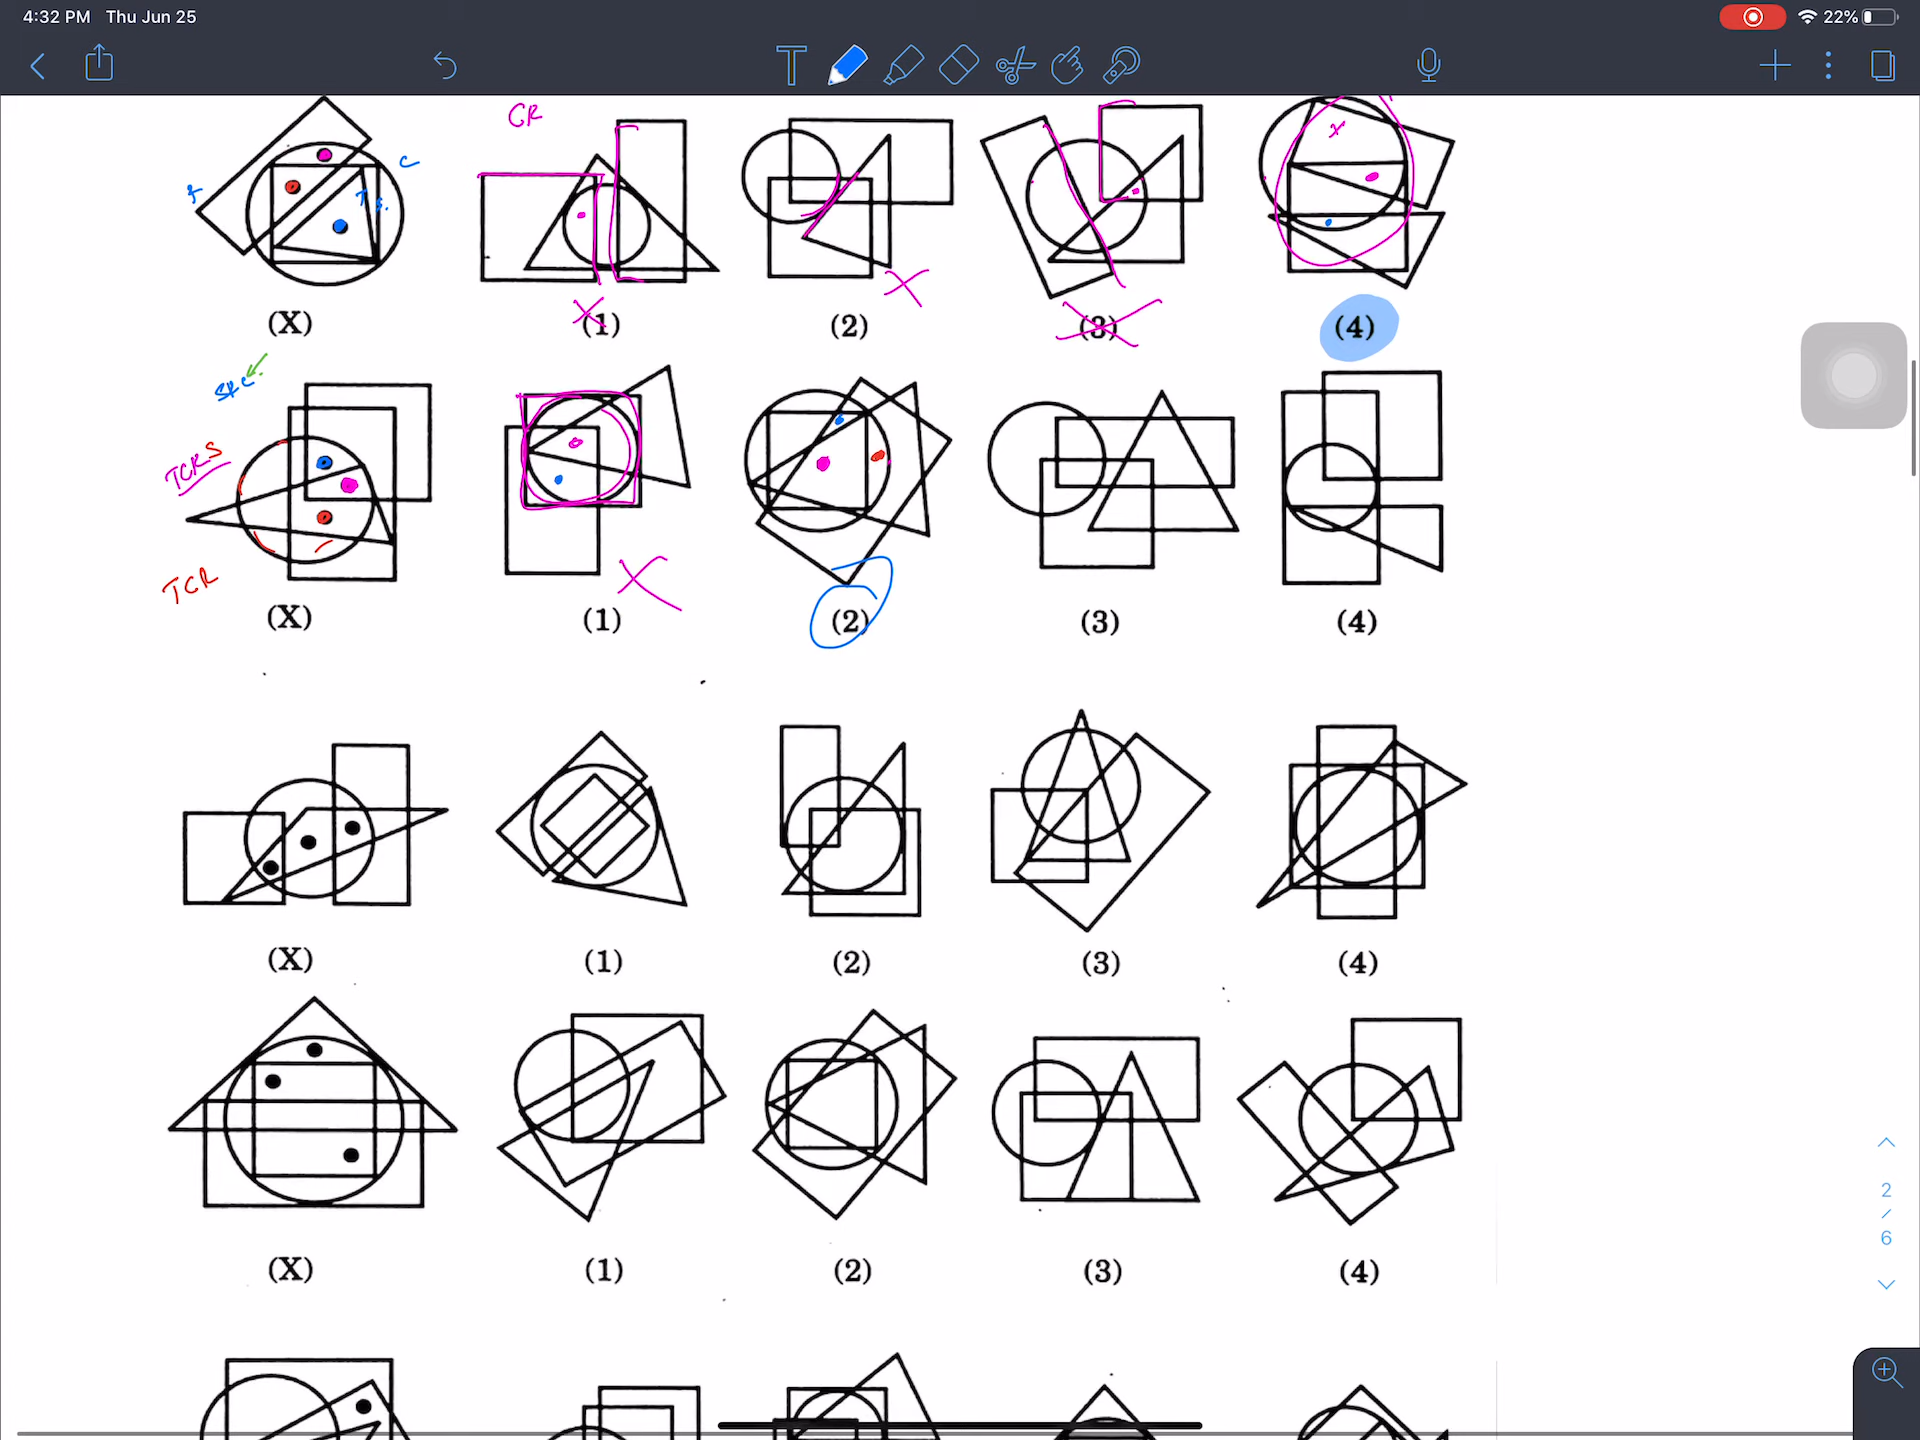 4:32 PM Thu Jun 25
22%
T
CR
C
T
S.
(X) (1) (2) (3) (4)
SRC
TCRS
TCR
(X) (1) (2) (3) (4)
(X) (1) (2) (3) (4)
2
/
6
(X) (1) (2) (3) (4)